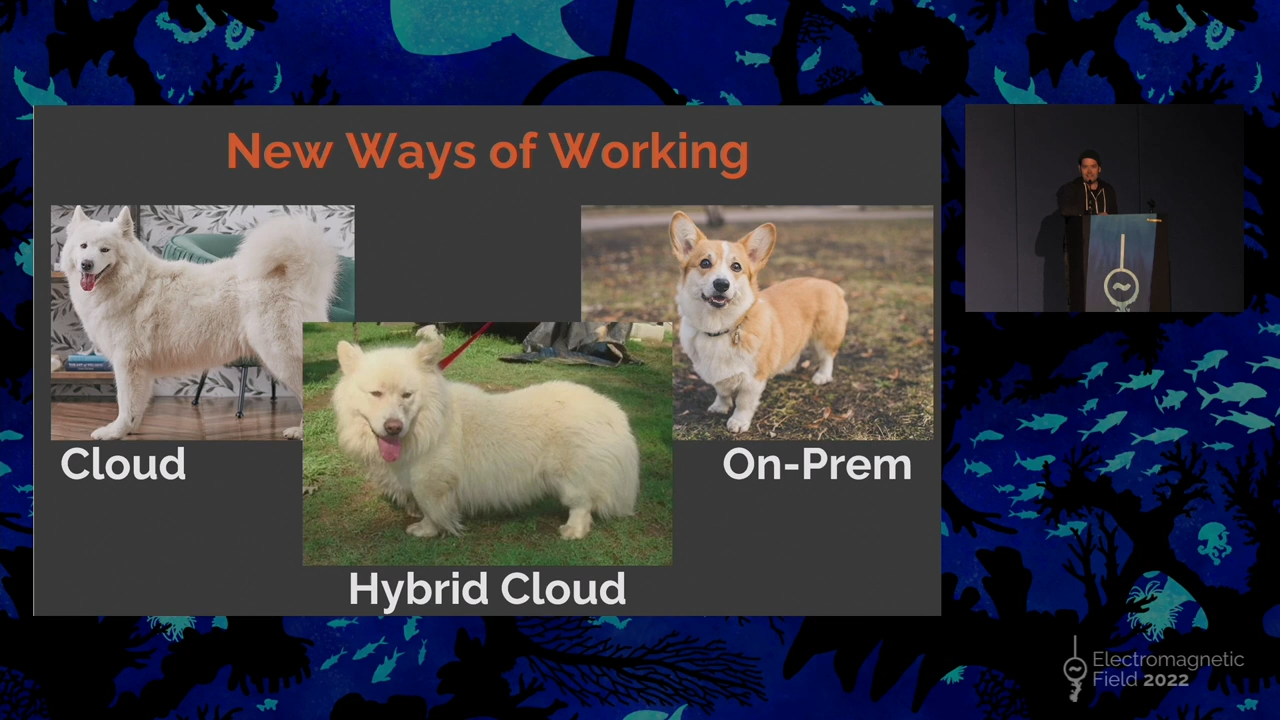 New Ways of Working
Cloud
On-Prem
Hybrid Cloud
Electromagnetic
Field 2022